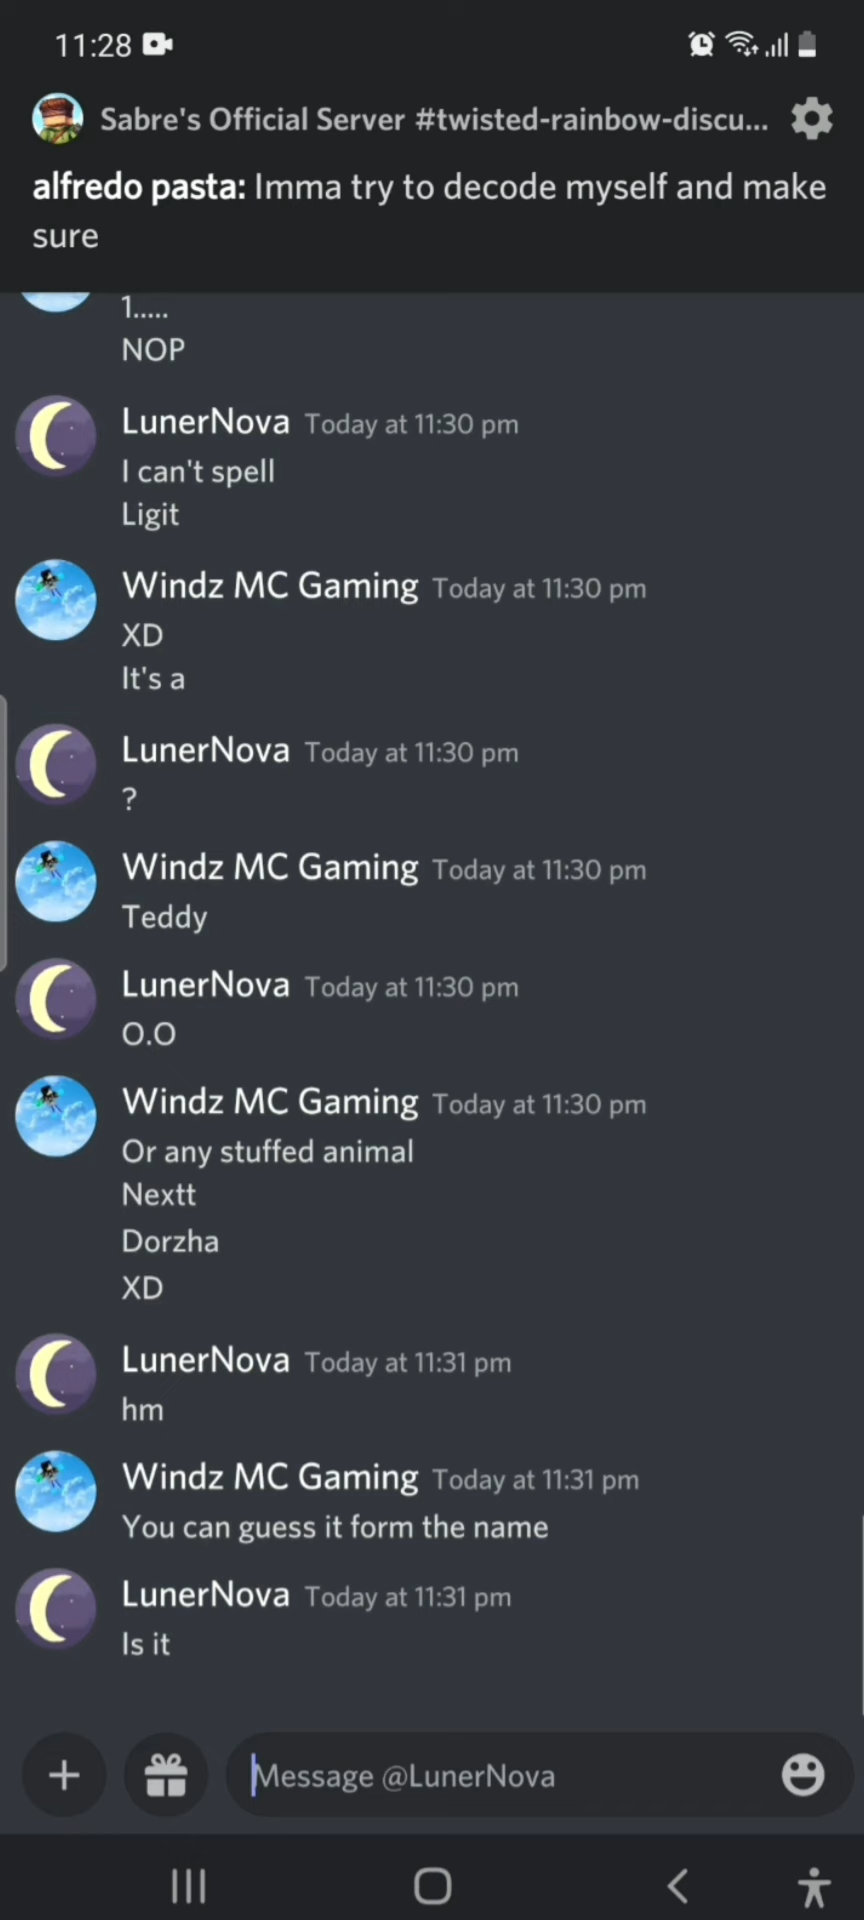 11:28
Sabre's Official Server #twisted-rainbow-discu...
alfredo pasta: Imma try to decode myself and make
sure
1.....
NOP
LunerNova Today at 11:30 pm
I can't spell
Ligit
Windz MC Gaming Today at 11:30 pm
XD
It's a
LunerNova Today at 11:30 pm
?
Windz MC Gaming Today at 11:30 pm
Teddy
LunerNova Today at 11:30 pm
O.O
Windz MC Gaming Today at 11:30 pm
Or any stuffed animal
Nextt
Dorzha
XD
LunerNova Today at 11:31 pm
hm
Windz MC Gaming Today at 11:31 pm
You can guess it form the name
LunerNova Today at 11:31 pm
Is it
Message @LunerNova